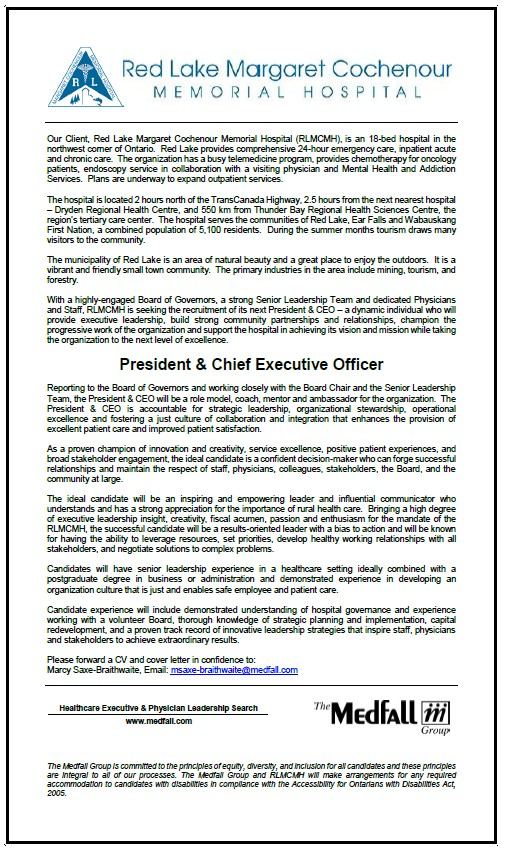 MARGARET COCHENOUR MEMORIAL HOSPITAL
R L
Red Lake Margaret Cochenour
MEMORIAL HOSPITAL
Our Client, Red Lake Margaret Cochenour Memorial Hospital (RLMCMH), is an 18-bed hospital in the
northwest corner of Ontario. Red Lake provides comprehensive 24-hour emergency care, inpatient acute
and chronic care. The organization has a busy telemedicine program, provides chemotherapy for oncology
patients, endoscopy service in collaboration with a visiting physician and Mental Health and Addiction
Services. Plans are underway to expand outpatient services.
The hospital is located 2 hours north of the TransCanada Highway, 2.5 hours from the next nearest hospital
– Dryden Regional Health Centre, and 550 km from Thunder Bay Regional Health Sciences Centre, the
region's tertiary care center. The hospital serves the communities of Red Lake, Ear Falls and Wabauskang
First Nation, a combined population of 5,100 residents. During the summer months tourism draws many
visitors to the community.
The municipality of Red Lake is an area of natural beauty and a great place to enjoy the outdoors. It is a
vibrant and friendly small town community. The primary industries in the area include mining, tourism, and
forestry.
With a highly-engaged Board of Governors, a strong Senior Leadership Team and dedicated Physicians
and Staff, RLMCMH is seeking the recruitment of its next President & CEO – a dynamic individual who will
provide executive leadership, build strong community partnerships and relationships, champion the
progressive work of the organization and support the hospital in achieving its vision and mission while taking
the organization to the next level of excellence.
President & Chief Executive Officer
Reporting to the Board of Governors and working closely with the Board Chair and the Senior Leadership
Team, the President & CEO will be a role model, coach, mentor and ambassador for the organization. The
President & CEO is accountable for strategic leadership, organizational stewardship, operational
excellence and fostering a just culture of collaboration and integration that enhances the provision of
excellent patient care and improved patient satisfaction.
As a proven champion of innovation and creativity, service excellence, positive patient experiences, and
broad stakeholder engagement, the ideal candidate is a confident decision-maker who can forge successful
relationships and maintain the respect of staff, physicians, colleagues, stakeholders, the Board, and the
community at large.
The ideal candidate will be an inspiring and empowering leader and influential communicator who
understands and has a strong appreciation for the importance of rural health care. Bringing a high degree
of executive leadership insight, creativity, fiscal acumen, passion and enthusiasm for the mandate of the
RLMCMH, the successful candidate will be a results-oriented leader with a bias to action and will be known
for having the ability to leverage resources, set priorities, develop healthy working relationships with all
stakeholders, and negotiate solutions to complex problems.
Candidates will have senior leadership experience in a healthcare setting ideally combined with a
postgraduate degree in business or administration and demonstrated experience in developing an
organization culture that is just and enables safe employee and patient care.
Candidate experience will include demonstrated understanding of hospital governance and experience
working with a volunteer Board, thorough knowledge of strategic planning and implementation, capital
redevelopment, and a proven track record of innovative leadership strategies that inspire staff, physicians
and stakeholders to achieve extraordinary results.
Please forward a CV and cover letter in confidence to:
Marcy Saxe-Braithwaite, Email: msaxe-braithwaite@medfall.com
Healthcare Executive & Physician Leadership Search
www.medfall.com
The Medfall Group
The Medfall Group is committed to the principles of equity, diversity, and inclusion for all candidates and these principles
are integral to all of our processes. The Medfall Group and RLMCMH will make arrangements for any required
accommodation to candidates with disabilities in compliance with the Accessibility for Ontarians with Disabilities Act,
2005.